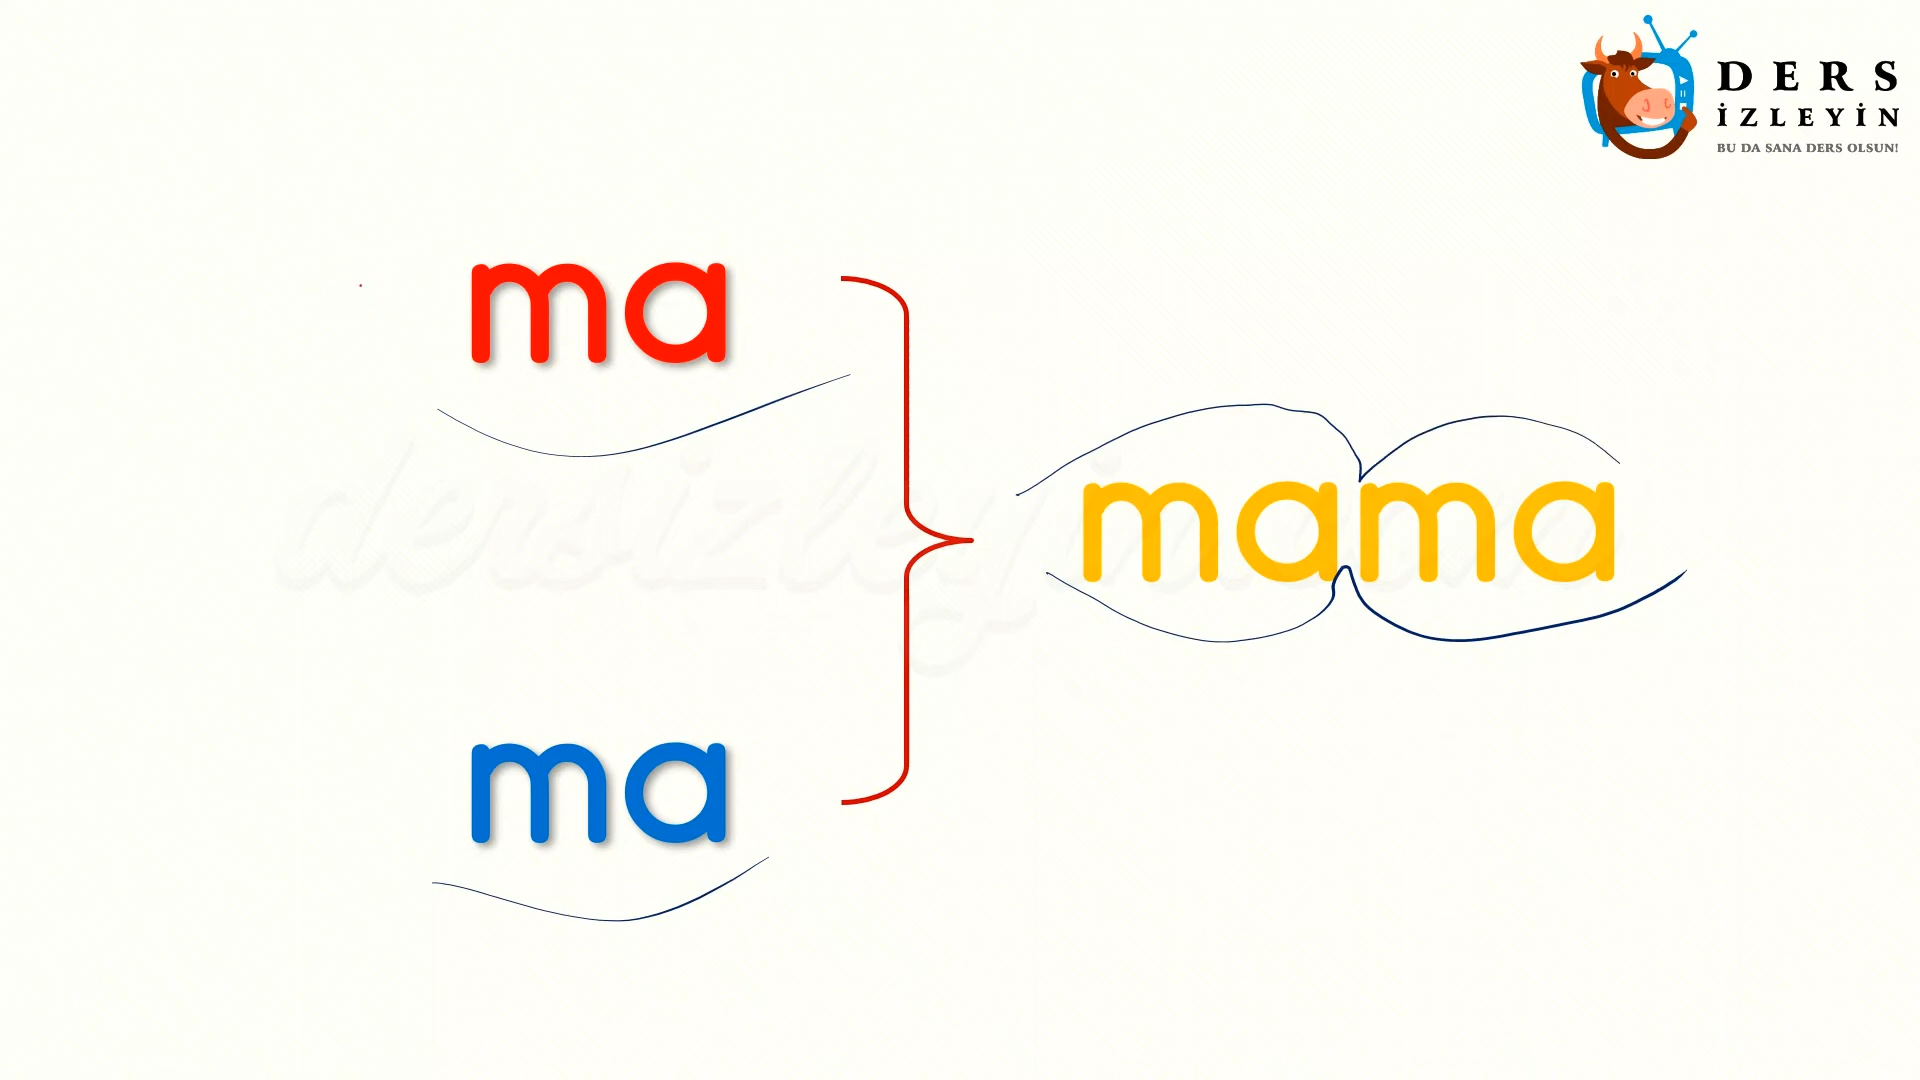 DERS
İZLEYİN
BU DA SANA DERS OLSUN!
ma
mama
ma